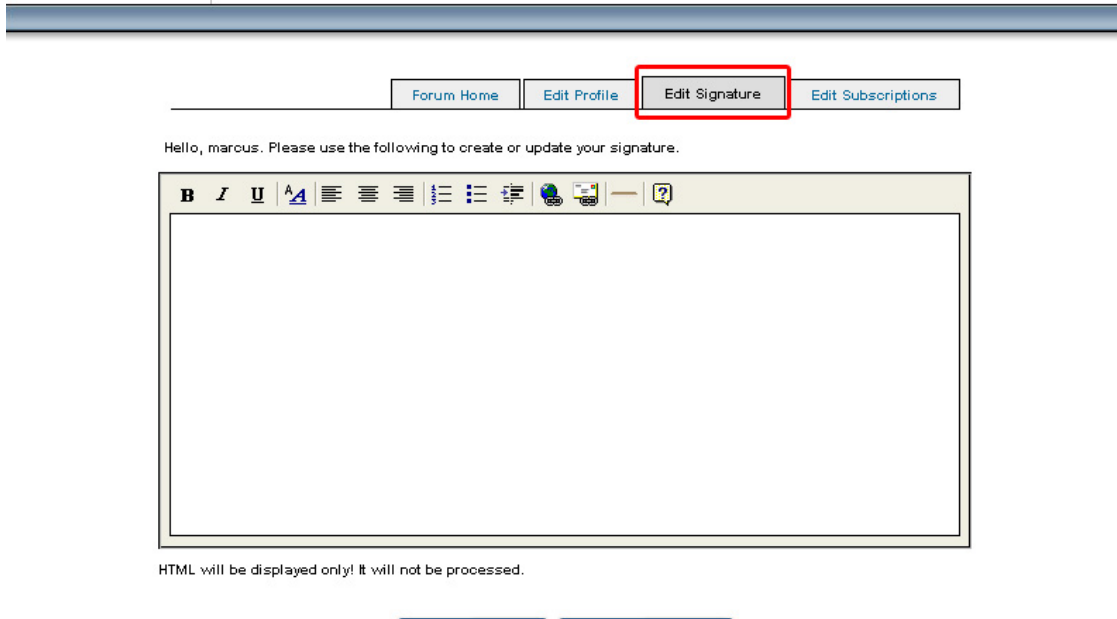 Forum Home Edit Profile Edit Signature Edit Subscriptions
Hello, marcus. Please use the following to create or update your signature.
B I U AA
HTML will be displayed only! It will not be processed.